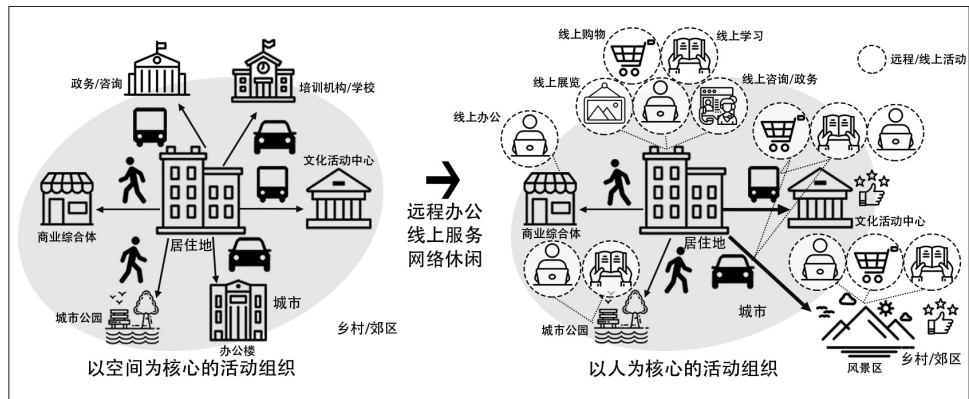 政务/咨询
培训机构/学校
文化活动中心
商业综合体
居住地
城市公园
城市
办公楼
乡村/郊区
以空间为核心的活动组织
远程办公
线上服务
网络休闲
线上购物
线上学习
远程/线上活动
线上展览
线上咨询/政务
线上办公
商业综合体
居住地
文化活动中心
城市公园
城市
风景区
乡村/郊区
以人为核心的活动组织